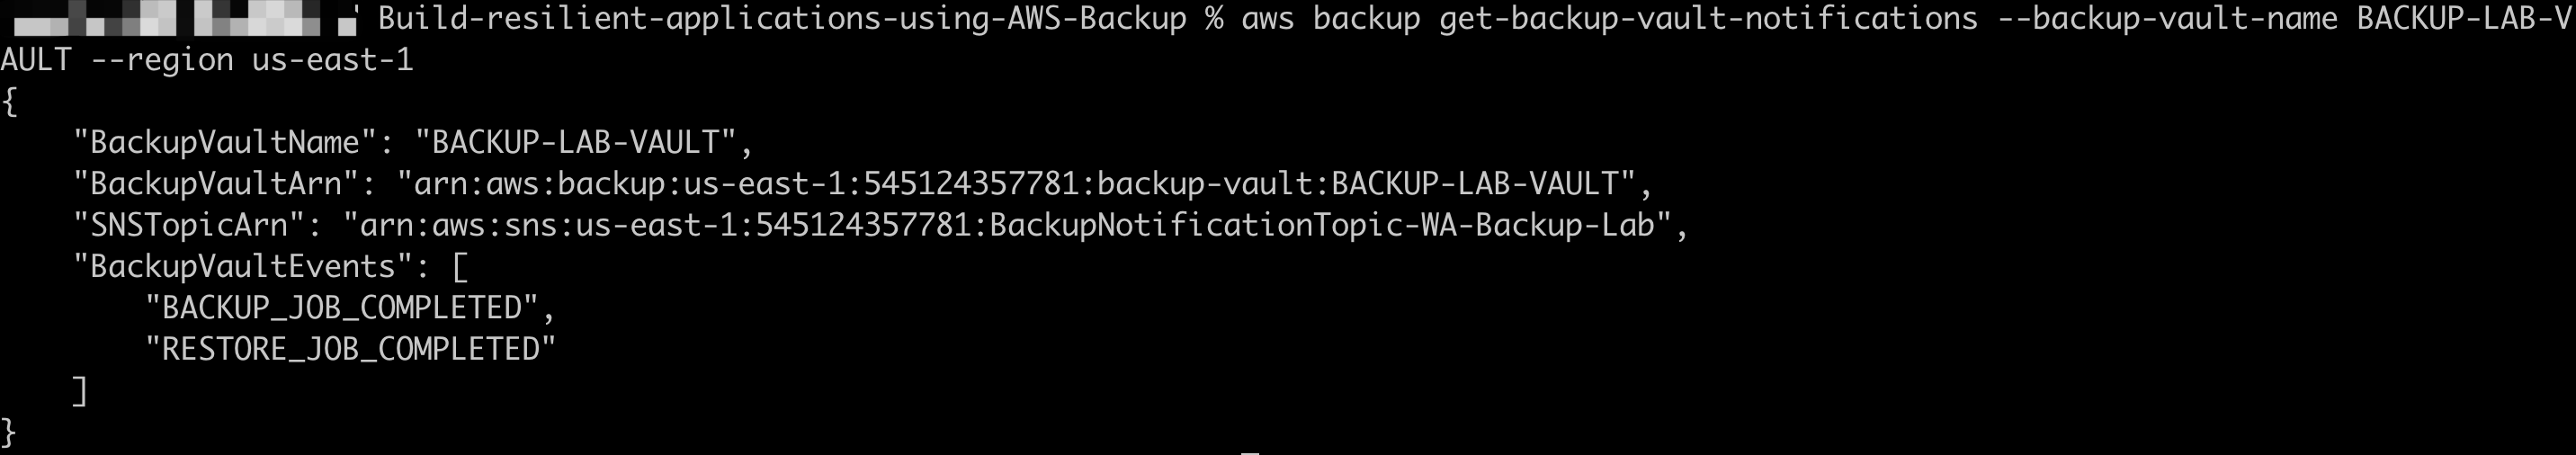 Build-resilient-applications-using-AWS-Backup % aws backup get-backup-vault-notifications --backup-vault-name BACKUP-LAB-V
AULT --region us-east-1
{
    "BackupVaultName": "BACKUP-LAB-VAULT",
    "BackupVaultArn": "arn:aws:backup:us-east-1:545124357781:backup-vault:BACKUP-LAB-VAULT",
    "SNSTopicArn": "arn:aws:sns:us-east-1:545124357781:BackupNotificationTopic-WA-Backup-Lab",
    "BackupVaultEvents": [
        "BACKUP_JOB_COMPLETED",
        "RESTORE_JOB_COMPLETED"
    ]
}